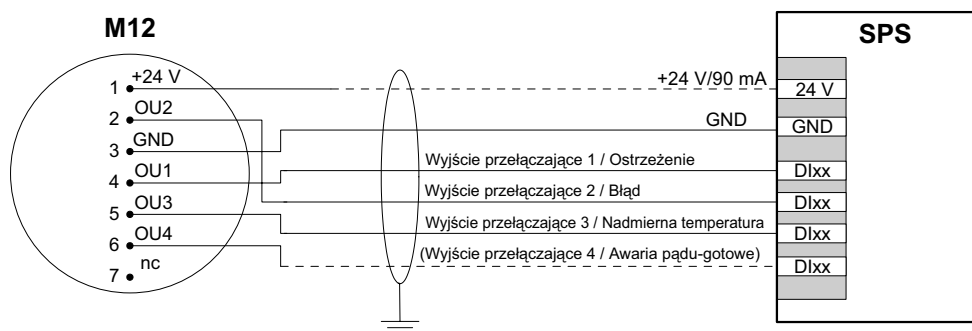 M12
SPS
1 +24 V
+24 V/90 mA
24 V
2 OU2
GND
GND
3 GND
Wyjście przełączające 1 / Ostrzeżenie
DIxx
4 OU1
Wyjście przełączające 2 / Błąd
DIxx
5 OU3
Wyjście przełączające 3 / Nadmierna temperatura
DIxx
6 OU4
(Wyjście przełączające 4 / Awaria pądu-gotowe)
DIxx
7 nc